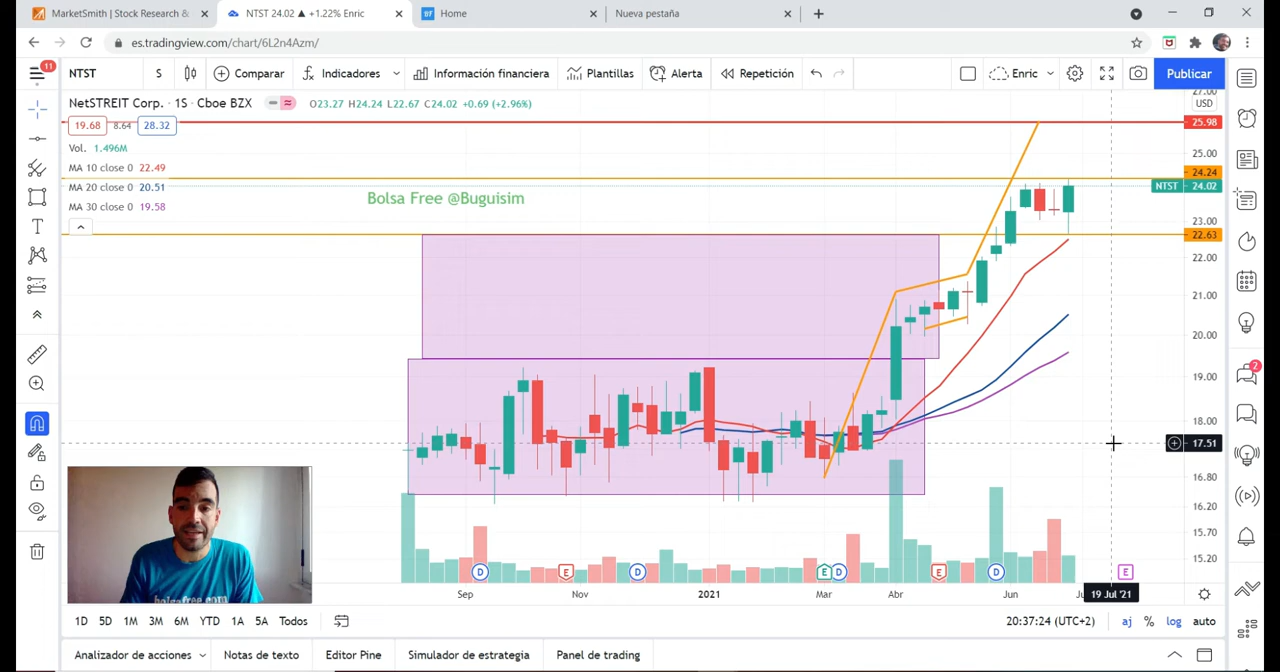 MarketSmith | Stock Research &
NTST 24.02 ▲ +1.22% Enric
Home
Nueva pestaña
es.tradingview.com/chart/6L2n4Azm/
11
NTST
S
Comparar
Indicadores
Información financiera
Plantillas
Alerta
Repetición
Enric
Publicar
NetSTREIT Corp. · 1S · Cboe BZX
O23.27 H24.24 L22.67 C24.02 +0.69 (+2.96%)
19.68 8.64 28.32
Vol. 1.496M
MA 10 close 0 22.49
MA 20 close 0 20.51
MA 30 close 0 19.58
Bolsa Free @Buguisim
27.00
USD
25.98
25.00
24.24
NTST 24.02
23.00
22.63
22.00
21.00
20.00
19.00
18.00
17.51
16.80
16.20
15.70
15.20
2
D E D E D E D E
Sep Nov 2021 Mar Abr Jun 19 Jul '21
1D 5D 1M 3M 6M YTD 1A 5A Todos
20:37:24 (UTC+2) aj % log auto
Analizador de acciones
Notas de texto
Editor Pine
Simulador de estrategia
Panel de trading